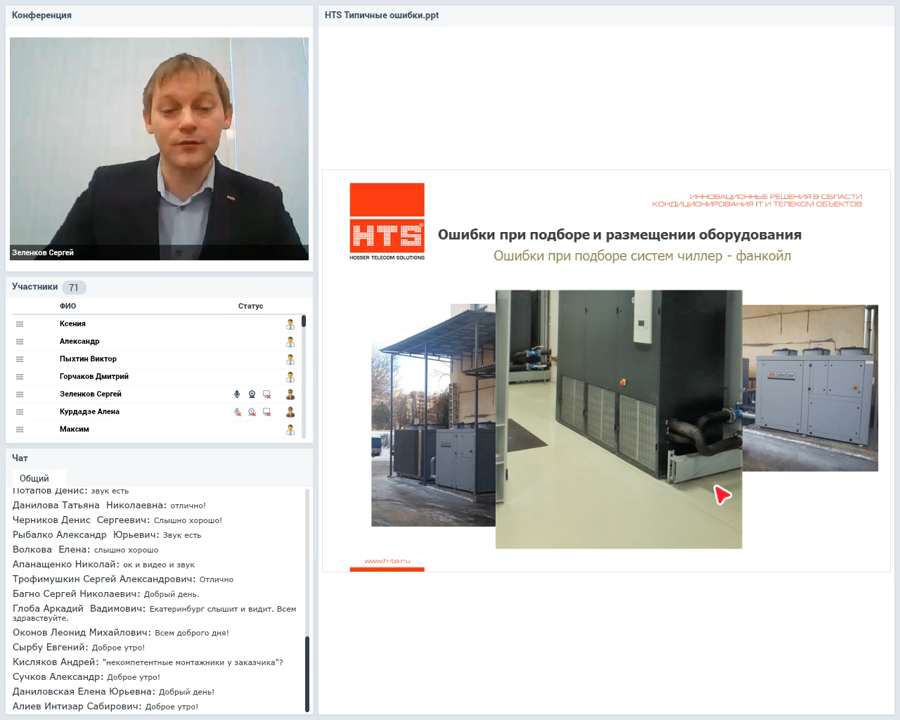 Конференция
Зеленков Сергей
Участники 71
ФИО Статус
Ксения
Александр
Пыхтин Виктор
Горчаков Дмитрий
Зеленков Сергей
Курдадзе Алена
Максим
Чат
Общий
Потапов Денис: звук есть
Данилова Татьяна Николаевна: отлично!
Черников Денис Сергеевич: Слышно хорошо!
Рыбалко Александр Юрьевич: Звук есть
Волкова Елена: слышно хорошо
Апанащенко Николай: ок и видео и звук
Трофимушкин Сергей Александрович: Отлично
Багно Сергей Николаевич: Добрый день.
Глоба Аркадий Вадимович: Екатеринбург слышит и видит. Всем
здравствуйте.
Оконов Леонид Михайлович: Всем доброго дня!
Сырбу Евгений: Доброе утро!
Кисляков Андрей: "некомпетентные монтажники у заказчика"?
Сучков Александр: Доброе утро!
Даниловская Елена Юрьевна: Добрый день!
Алиев Интизар Сабирович: Доброе утро!
HTS Типичные ошибки.ppt
ИННОВАЦИОННЫЕ РЕШЕНИЯ В ОБЛАСТИ
КОНДИЦИОНИРОВАНИЯ IT И ТЕЛЕКОМ ОБЪЕКТОВ
HTS®
HOSSER TELECOM SOLUTIONS
Ошибки при подборе и размещении оборудования
Ошибки при подборе систем чиллер - фанкойл
www.h-ts.ru